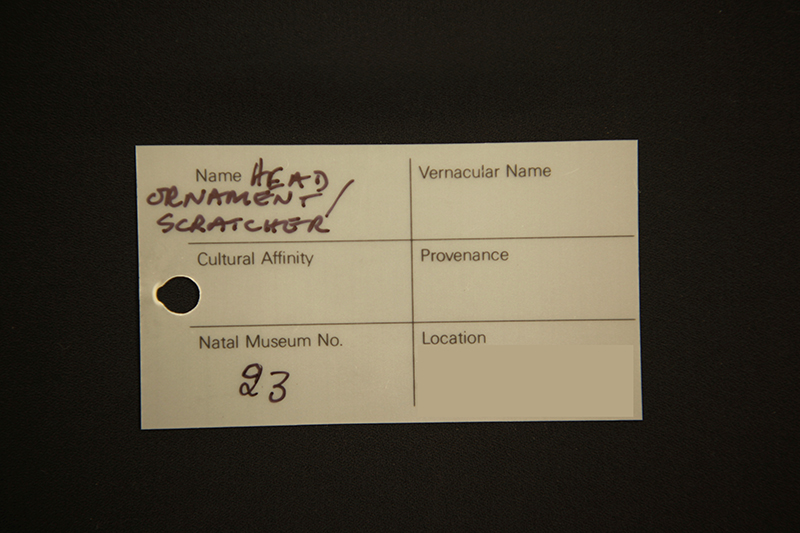 Name HEAD
ORNAMENT/
SCRATCHER
Vernacular Name
Cultural Affinity
Provenance
Natal Museum No.
23
Location